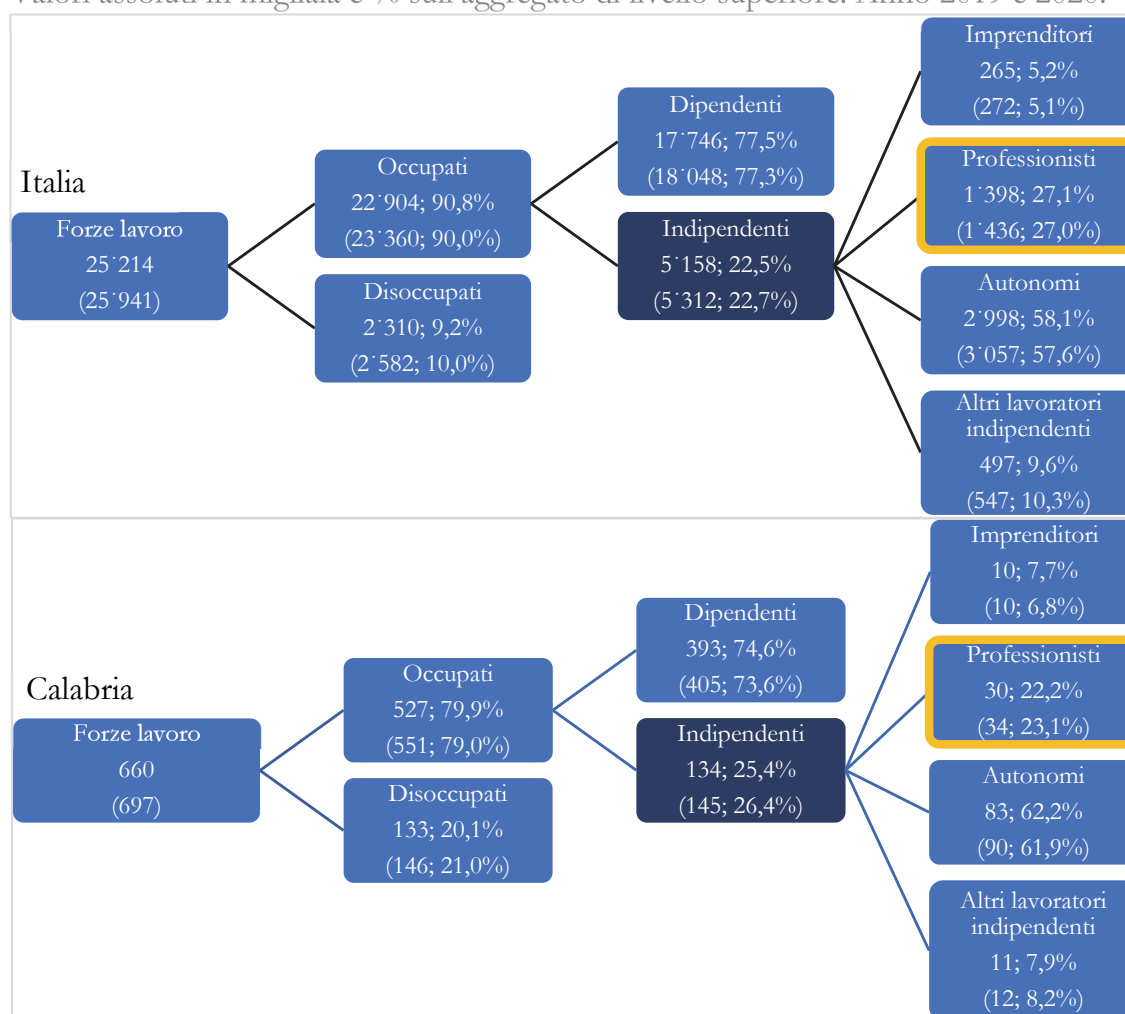 Valori assoluti in migliaia e % sull'aggregato di livello superiore. Anno 2019 e 2020.
Italia
Forze lavoro
25˙214
(25˙941)
Occupati
22˙904; 90,8%
(23˙360; 90,0%)
Disoccupati
2˙310; 9,2%
(2˙582; 10,0%)
Dipendenti
17˙746; 77,5%
(18˙048; 77,3%)
Indipendenti
5˙158; 22,5%
(5˙312; 22,7%)
Imprenditori
265; 5,2%
(272; 5,1%)
Professionisti
1˙398; 27,1%
(1˙436; 27,0%)
Autonomi
2˙998; 58,1%
(3˙057; 57,6%)
Altri lavoratori
indipendenti
497; 9,6%
(547; 10,3%)
Calabria
Forze lavoro
660
(697)
Occupati
527; 79,9%
(551; 79,0%)
Disoccupati
133; 20,1%
(146; 21,0%)
Dipendenti
393; 74,6%
(405; 73,6%)
Indipendenti
134; 25,4%
(145; 26,4%)
Imprenditori
10; 7,7%
(10; 6,8%)
Professionisti
30; 22,2%
(34; 23,1%)
Autonomi
83; 62,2%
(90; 61,9%)
Altri lavoratori
indipendenti
11; 7,9%
(12; 8,2%)